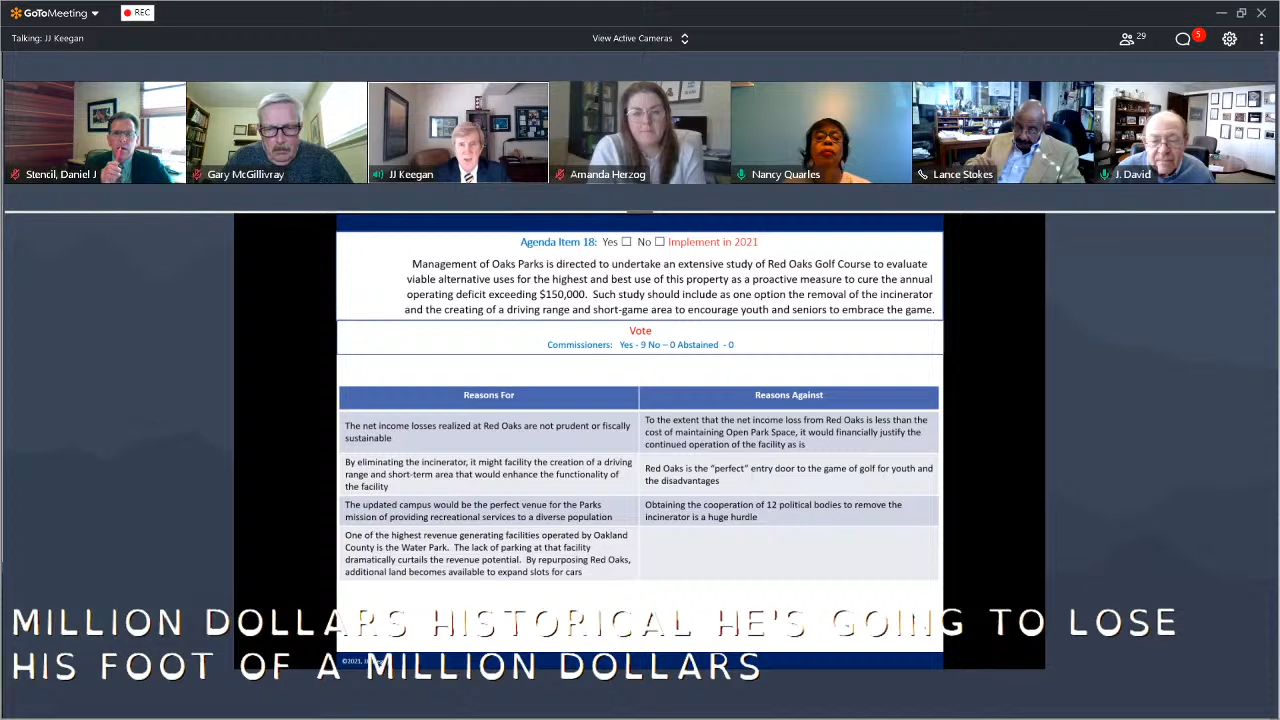 GoToMeeting
REC
Talking: JJ Keegan
View Active Cameras
29
5
Stencil, Daniel J
Gary McGillivray
JJ Keegan
Amanda Herzog
Nancy Quarles
Lance Stokes
J. David
Agenda Item 18: Yes ☐ No ☐ Implement in 2021
Management of Oaks Parks is directed to undertake an extensive study of Red Oaks Golf Course to evaluate
viable alternative uses for the highest and best use of this property as a proactive measure to cure the annual
operating deficit exceeding $150,000. Such study should include as one option the removal of the incinerator
and the creating of a driving range and short-game area to encourage youth and seniors to embrace the game.
Vote
Commissioners: Yes - 9 No – 0 Abstained - 0
Reasons For
Reasons Against
The net income losses realized at Red Oaks are not prudent or fiscally
sustainable
To the extent that the net income loss from Red Oaks is less than the
cost of maintaining Open Park Space, it would financially justify the
continued operation of the facility as is
By eliminating the incinerator, it might facility the creation of a driving
range and short-term area that would enhance the functionality of
the facility
Red Oaks is the “perfect” entry door to the game of golf for youth and
the disadvantages
The updated campus would be the perfect venue for the Parks
mission of providing recreational services to a diverse population
Obtaining the cooperation of 12 political bodies to remove the
incinerator is a huge hurdle
One of the highest revenue generating facilities operated by Oakland
County is the Water Park. The lack of parking at that facility
dramatically curtails the revenue potential. By repurposing Red Oaks,
additional land becomes available to expand slots for cars
MILLION DOLLARS HISTORICAL HE'S GOING TO LOSE
HIS FOOT OF A MILLION DOLLARS
©2021, JJ